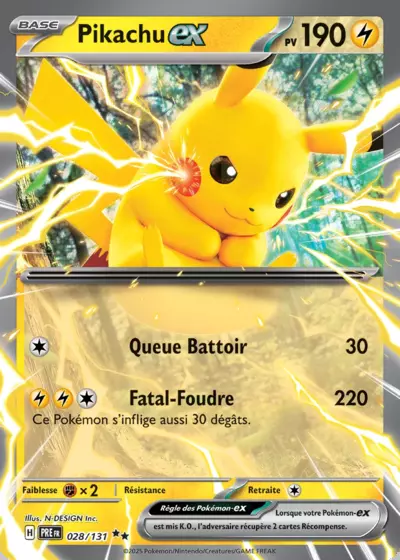 BASE Pikachu ex PV 190
Queue Battoir 30
Fatal-Foudre 220
Ce Pokémon s'inflige aussi 30 dégâts.
Faiblesse ×2 Résistance Retraite
Illus. N-DESIGN Inc.
H PRE FR 028/131 ★★
Règle des Pokémon-ex
Lorsque votre Pokémon-ex
est mis K.O., l'adversaire récupère 2 cartes Récompense.
©2025 Pokémon/Nintendo/Creatures/GAME FREAK